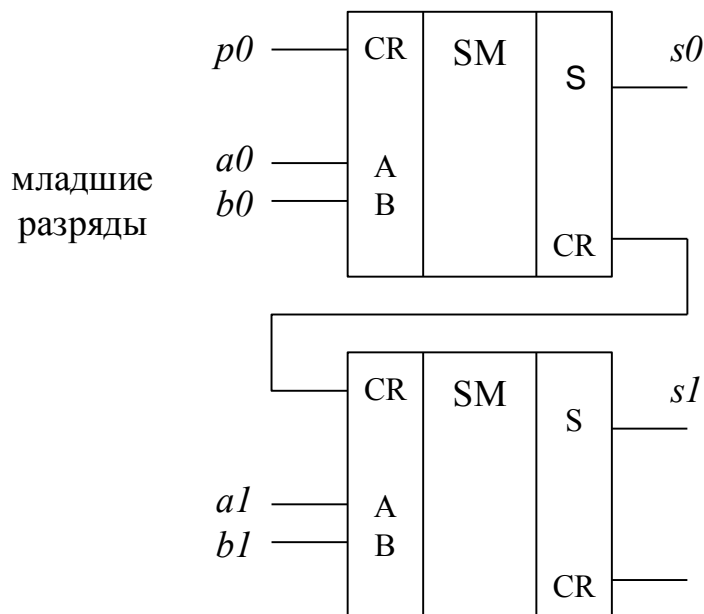 p0 CR SM S s0
младшие
разряды
a0 A
b0 B
CR
CR SM S s1
a1 A
b1 B
CR